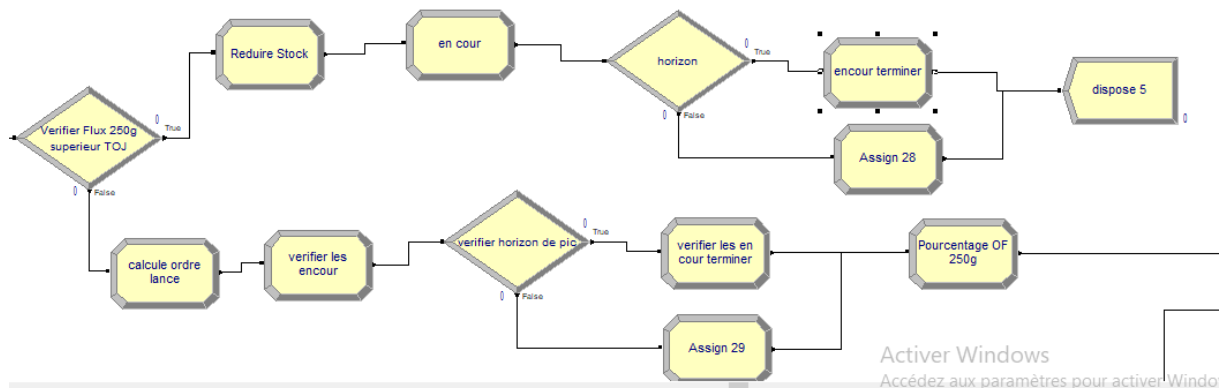 Reduire Stock
en cour
horizon
0
True
encour terminer
dispose 5
0
0
False
Assign 28
Verifier Flux 250g
superieur TOJ
0
True
0
False
calcule ordre
lance
verifier les
encour
verifier horizon de pic
0
True
0
False
verifier les en
cour terminer
Pourcentage OF
250g
Assign 29
Activer Windows
Accédez aux paramètres pour activer Windows